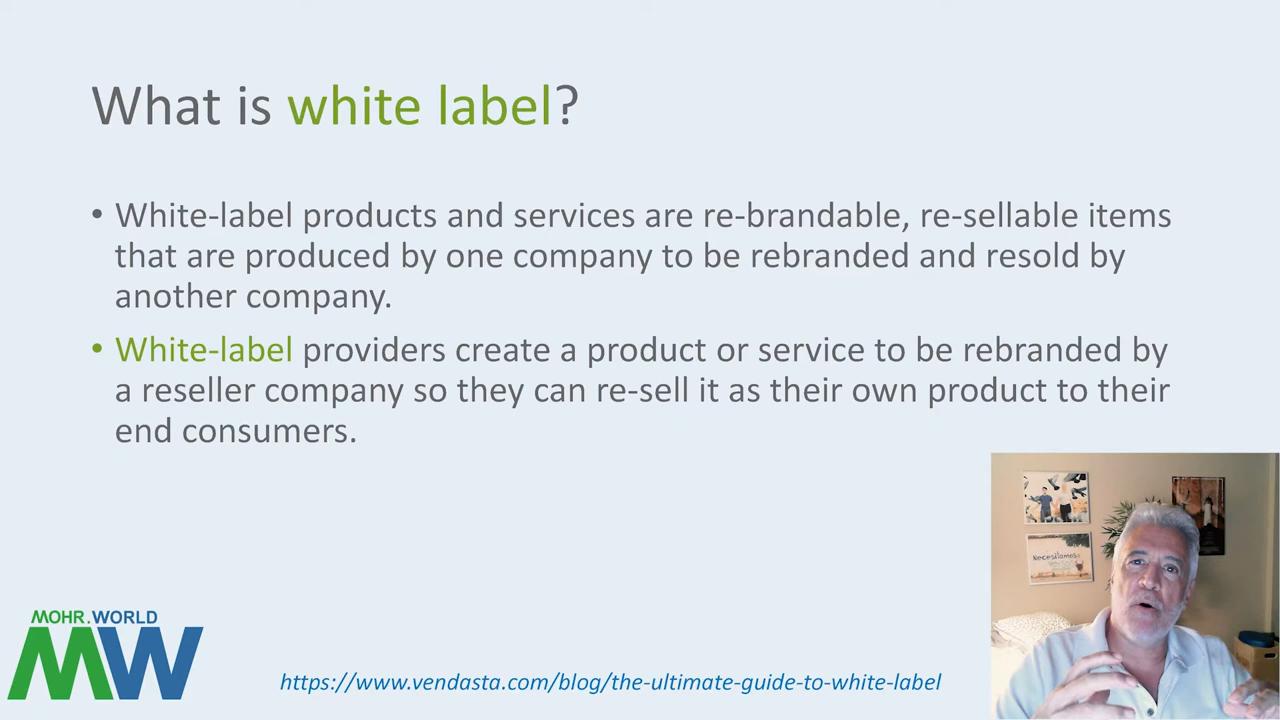 What is white label?
• White-label products and services are re-brandable, re-sellable items
that are produced by one company to be rebranded and resold by
another company.
• White-label providers create a product or service to be rebranded by
a reseller company so they can re-sell it as their own product to their
end consumers.
Necesitamos
MOHR.WORLD
MW
https://www.vendasta.com/blog/the-ultimate-guide-to-white-label